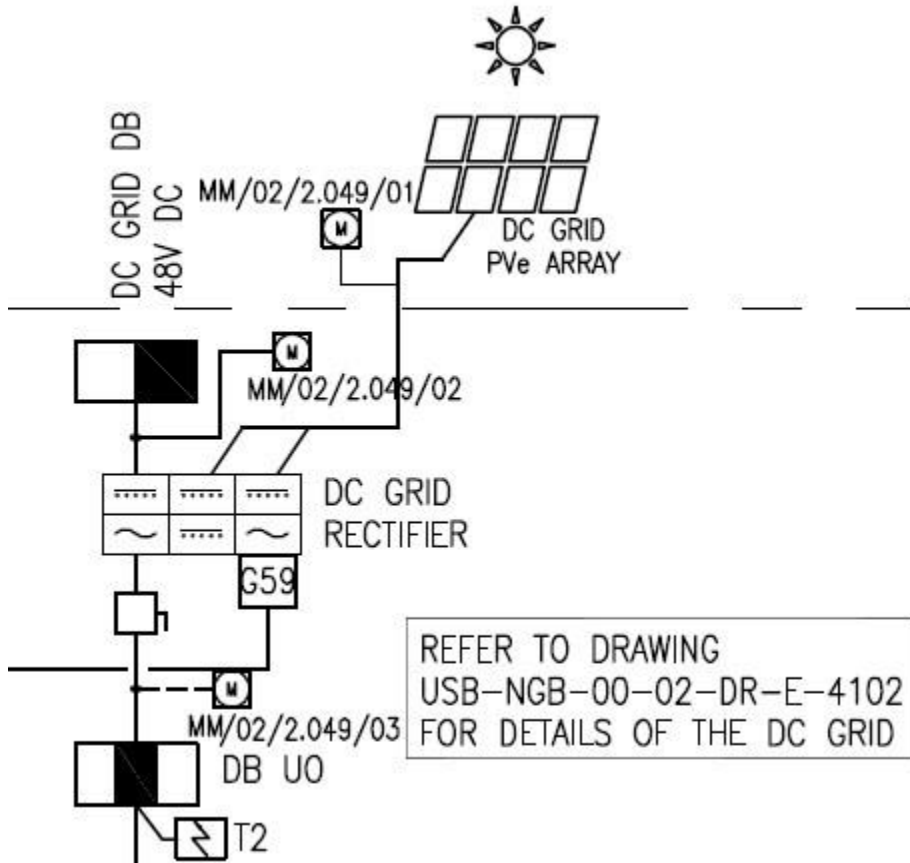 DC GRID DB
48V DC
MM/02/2.049/01
M
DC GRID
PVe ARRAY
M
MM/02/2.049/02
DC GRID
RECTIFIER
G59
REFER TO DRAWING
USB-NGB-00-02-DR-E-4102
FOR DETAILS OF THE DC GRID
M
MM/02/2.049/03
DB UO
T2